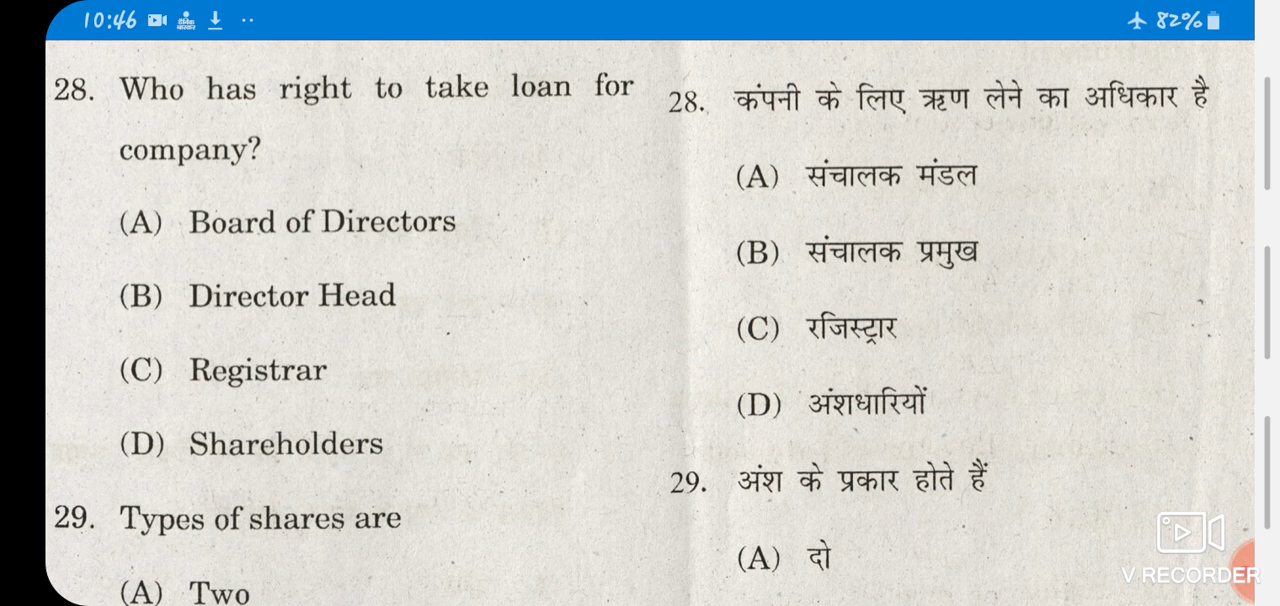 10:46
82%
28. Who has right to take loan for
company?
(A) Board of Directors
(B) Director Head
(C) Registrar
(D) Shareholders
29. Types of shares are
(A) Two
28. कंपनी के लिए ऋण लेने का अधिकार है
(A) संचालक मंडल
(B) संचालक प्रमुख
(C) रजिस्ट्रार
(D) अंशधारियों
29. अंश के प्रकार होते हैं
(A) दो
V RECORDER